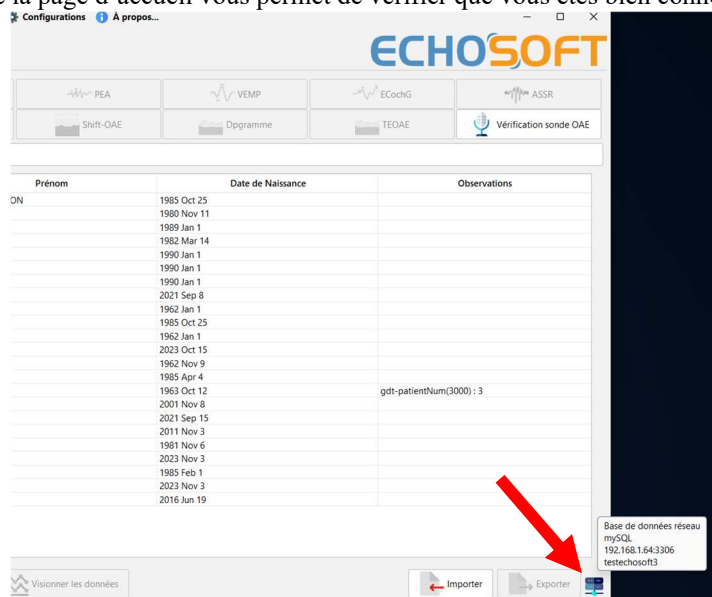 la page d'accueil vous permet de vérifier que vous êtes bien
Configurations À propos...
ECHOSOFT
PEA VEMP ECochG ASSR
Shift-OAE Dpgramme TEOAE Vérification sonde OAE
Prénom Date de Naissance Observations
ON 1985 Oct 25
1980 Nov 11
1989 Jan 1
1982 Mar 14
1990 Jan 1
1990 Jan 1
1990 Jan 1
2021 Sep 8
1962 Jan 1
1985 Oct 25
1962 Jan 1
2023 Oct 15
1962 Nov 9
1985 Apr 4
1963 Oct 12 gdt-patientNum(3000) : 3
2001 Nov 8
2021 Sep 15
2011 Nov 3
1981 Nov 6
2023 Nov 3
1985 Feb 1
2023 Nov 3
2016 Jun 19
Base de données réseau
mySQL
192.168.1.64:3306
testechosoft3
Visionner les données Importer Exporter